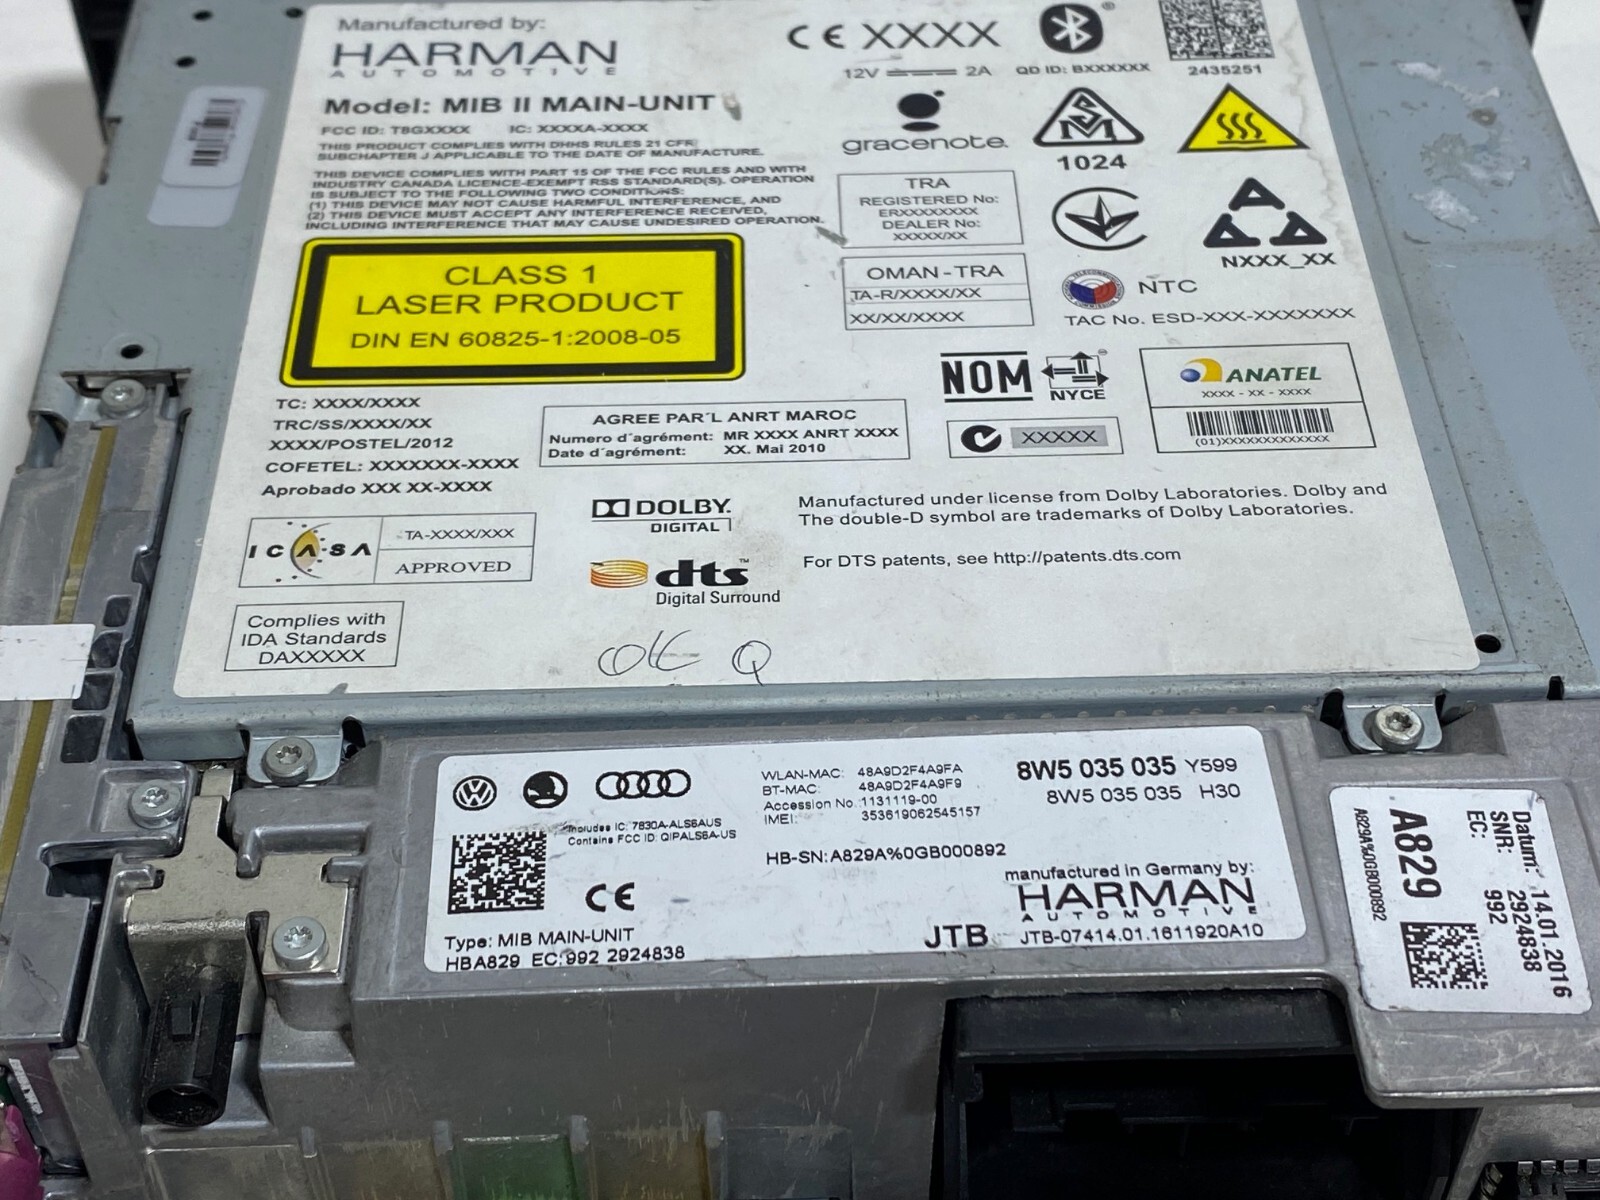 Manufactured by:
HARMAN
AUTOMOTIVE
Model: MIB II MAIN-UNIT
FCC ID: T8GXXXX IC: XXXXA-XXXX
THIS PRODUCT COMPLIES WITH DHHS RULES 21 CFR
SUBCHAPTER J APPLICABLE TO THE DATE OF MANUFACTURE.
THIS DEVICE COMPLIES WITH PART 15 OF THE FCC RULES AND WITH
INDUSTRY CANADA LICENCE-EXEMPT RSS STANDARD(S). OPERATION
IS SUBJECT TO THE FOLLOWING TWO CONDITIONS:
(1) THIS DEVICE MAY NOT CAUSE HARMFUL INTERFERENCE, AND
(2) THIS DEVICE MUST ACCEPT ANY INTERFERENCE RECEIVED,
INCLUDING INTERFERENCE THAT MAY CAUSE UNDESIRED OPERATION.
CE XXXX
12V 2A
QD ID: BXXXXXX
2435251
gracenote.
1024
TRA
REGISTERED No:
ERXXXXXXXX
DEALER No:
XXXXX/XX
NXXX_XX
OMAN-TRA
TA-R/XXXX/XX
XX/XX/XXXX
NTC
TAC No. ESD-XXX-XXXXXXX
CLASS 1
LASER PRODUCT
DIN EN 60825-1:2008-05
NOM
NYCE
ANATEL
XXXX - XX - XXXX
(01)XXXXXXXXXXXXX
XXXXX
TC: XXXX/XXXX
TRC/SS/XXXX/XX
XXXX/POSTEL/2012
COFETEL: XXXXXXX-XXXX
Aprobado XXX XX-XXXX
AGREE PAR´L ANRT MAROC
Numero d´agrément: MR XXXX ANRT XXXX
Date d´agrément: XX. Mai 2010
ICASA
TA-XXXX/XXX
APPROVED
DOLBY
DIGITAL
Manufactured under license from Dolby Laboratories. Dolby and
The double-D symbol are trademarks of Dolby Laboratories.
dts
Digital Surround
For DTS patents, see http://patents.dts.com
Complies with
IDA Standards
DAXXXXX
OK Q
WLAN-MAC: 48A9D2F4A9FA
BT-MAC: 48A9D2F4A9F9
Accession No.:1131119-00
IMEI: 353619062545157
8W5 035 035 Y599
8W5 035 035 H30
Includes IC: 7830A-ALS6AUS
Contains FCC ID: QIPALS6A-US
HB-SN:A829A%0GB000892
CE
manufactured in Germany by:
HARMAN
AUTOMOTIVE
Type: MIB MAIN-UNIT
HBA829 EC:992 2924838
JTB JTB-07414.01.1611920A10
Datum: 14.01.2016
SNR: 2924838
EC: 992
A829
A829A%0GB000892